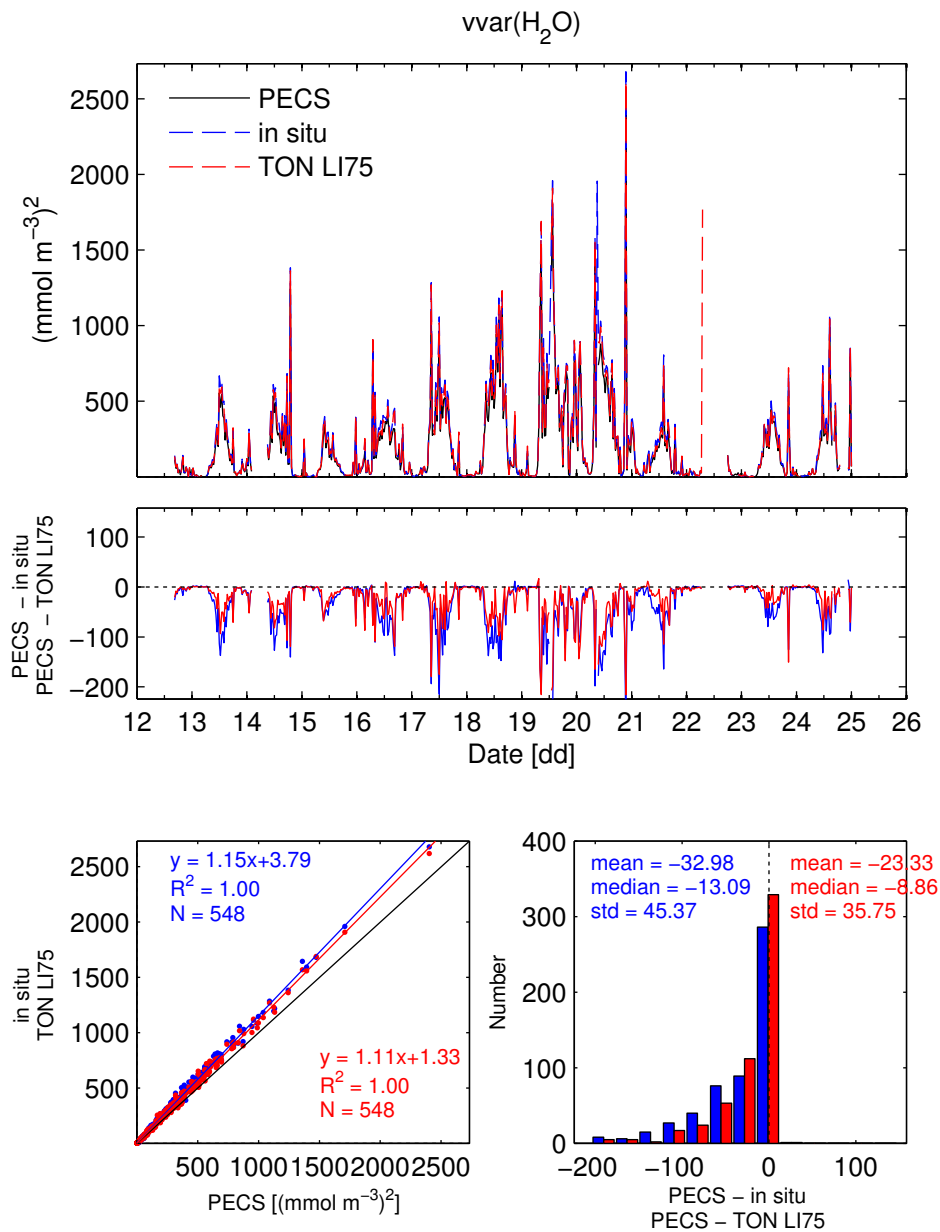 vvar(H2O)
PECS
in situ
TON LI75
(mmol m−3)2
2500
2000
1500
1000
500
PECS − in situ
PECS − TON LI75
100
0
−100
−200
12 13 14 15 16 17 18 19 20 21 22 23 24 25 26
Date [dd]
in situ
TON LI75
2500
2000
1500
1000
500
y = 1.15x+3.79
R2 = 1.00
N = 548
y = 1.11x+1.33
R2 = 1.00
N = 548
500 1000 1500 2000 2500
PECS [(mmol m−3)2]
Number
400
300
200
100
0
mean = −32.98
median = −13.09
std = 45.37
mean = −23.33
median = −8.86
std = 35.75
−200 −100 0 100
PECS − in situ
PECS − TON LI75